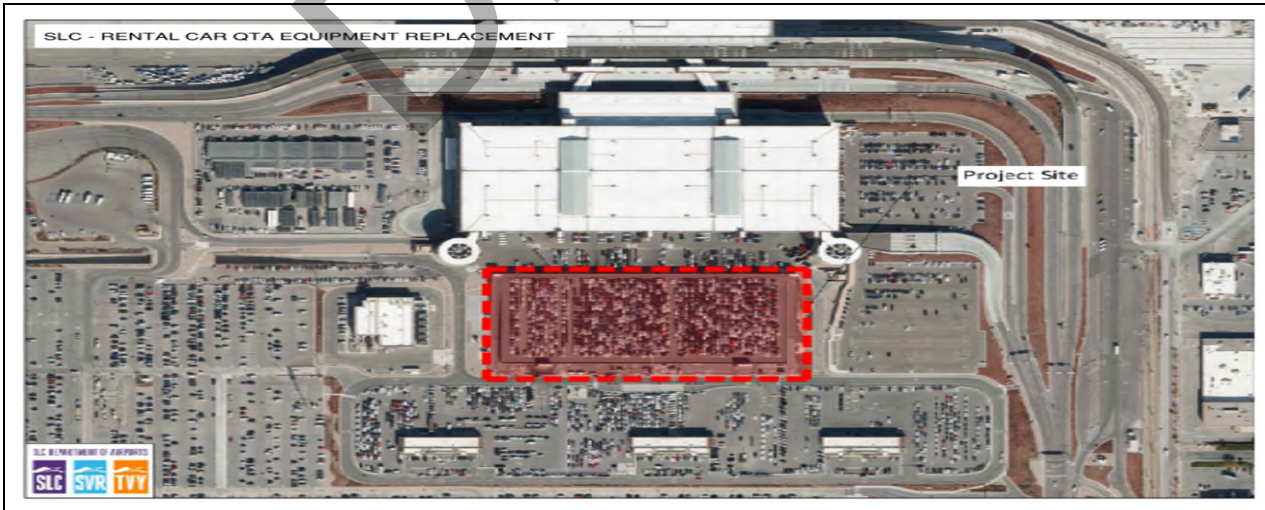 SLC - RENTAL CAR QTA EQUIPMENT REPLACEMENT
Project Site
SLC DEPARTMENT OF AIRPORTS
SLC SVR TVY